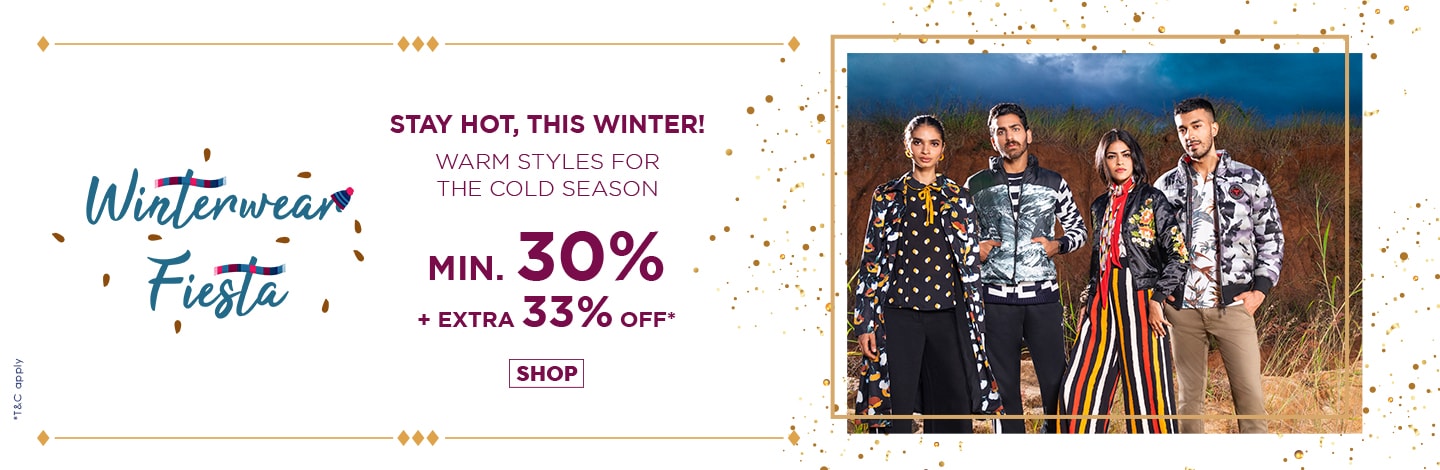 Winterwear
Fiesta
STAY HOT, THIS WINTER!
WARM STYLES FOR
THE COLD SEASON
MIN. 30%
+ EXTRA 33% OFF*
SHOP
*T&C apply